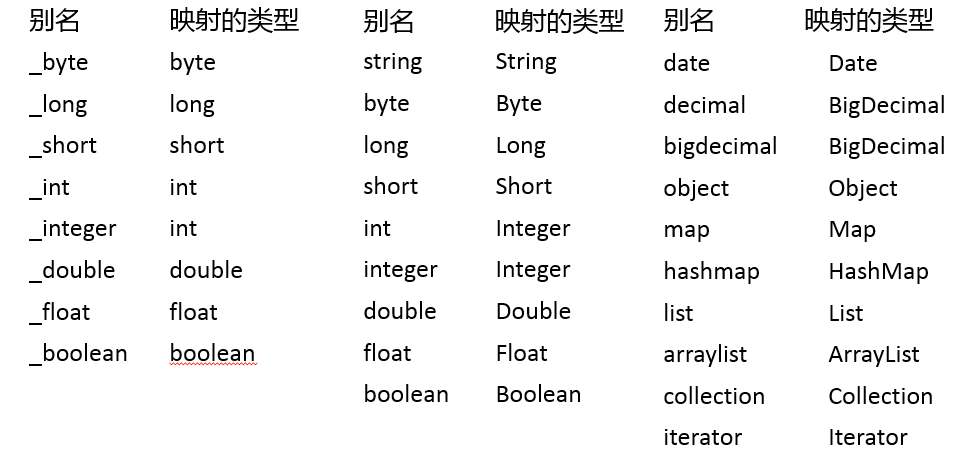 别名 映射的类型 别名 映射的类型 别名 映射的类型
_byte byte string String date Date
_long long byte Byte decimal BigDecimal
_short short long Long bigdecimal BigDecimal
_int int short Short object Object
_integer int int Integer map Map
_double double integer Integer hashmap HashMap
_float float double Double list List
_boolean boolean float Float arraylist ArrayList
boolean Boolean collection Collection
iterator Iterator